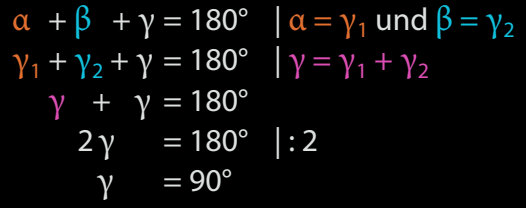 α + β + γ = 180° | α = γ₁ und β = γ₂
γ₁ + γ₂ + γ = 180° | γ = γ₁ + γ₂
γ + γ = 180°
2γ = 180° | : 2
γ = 90°